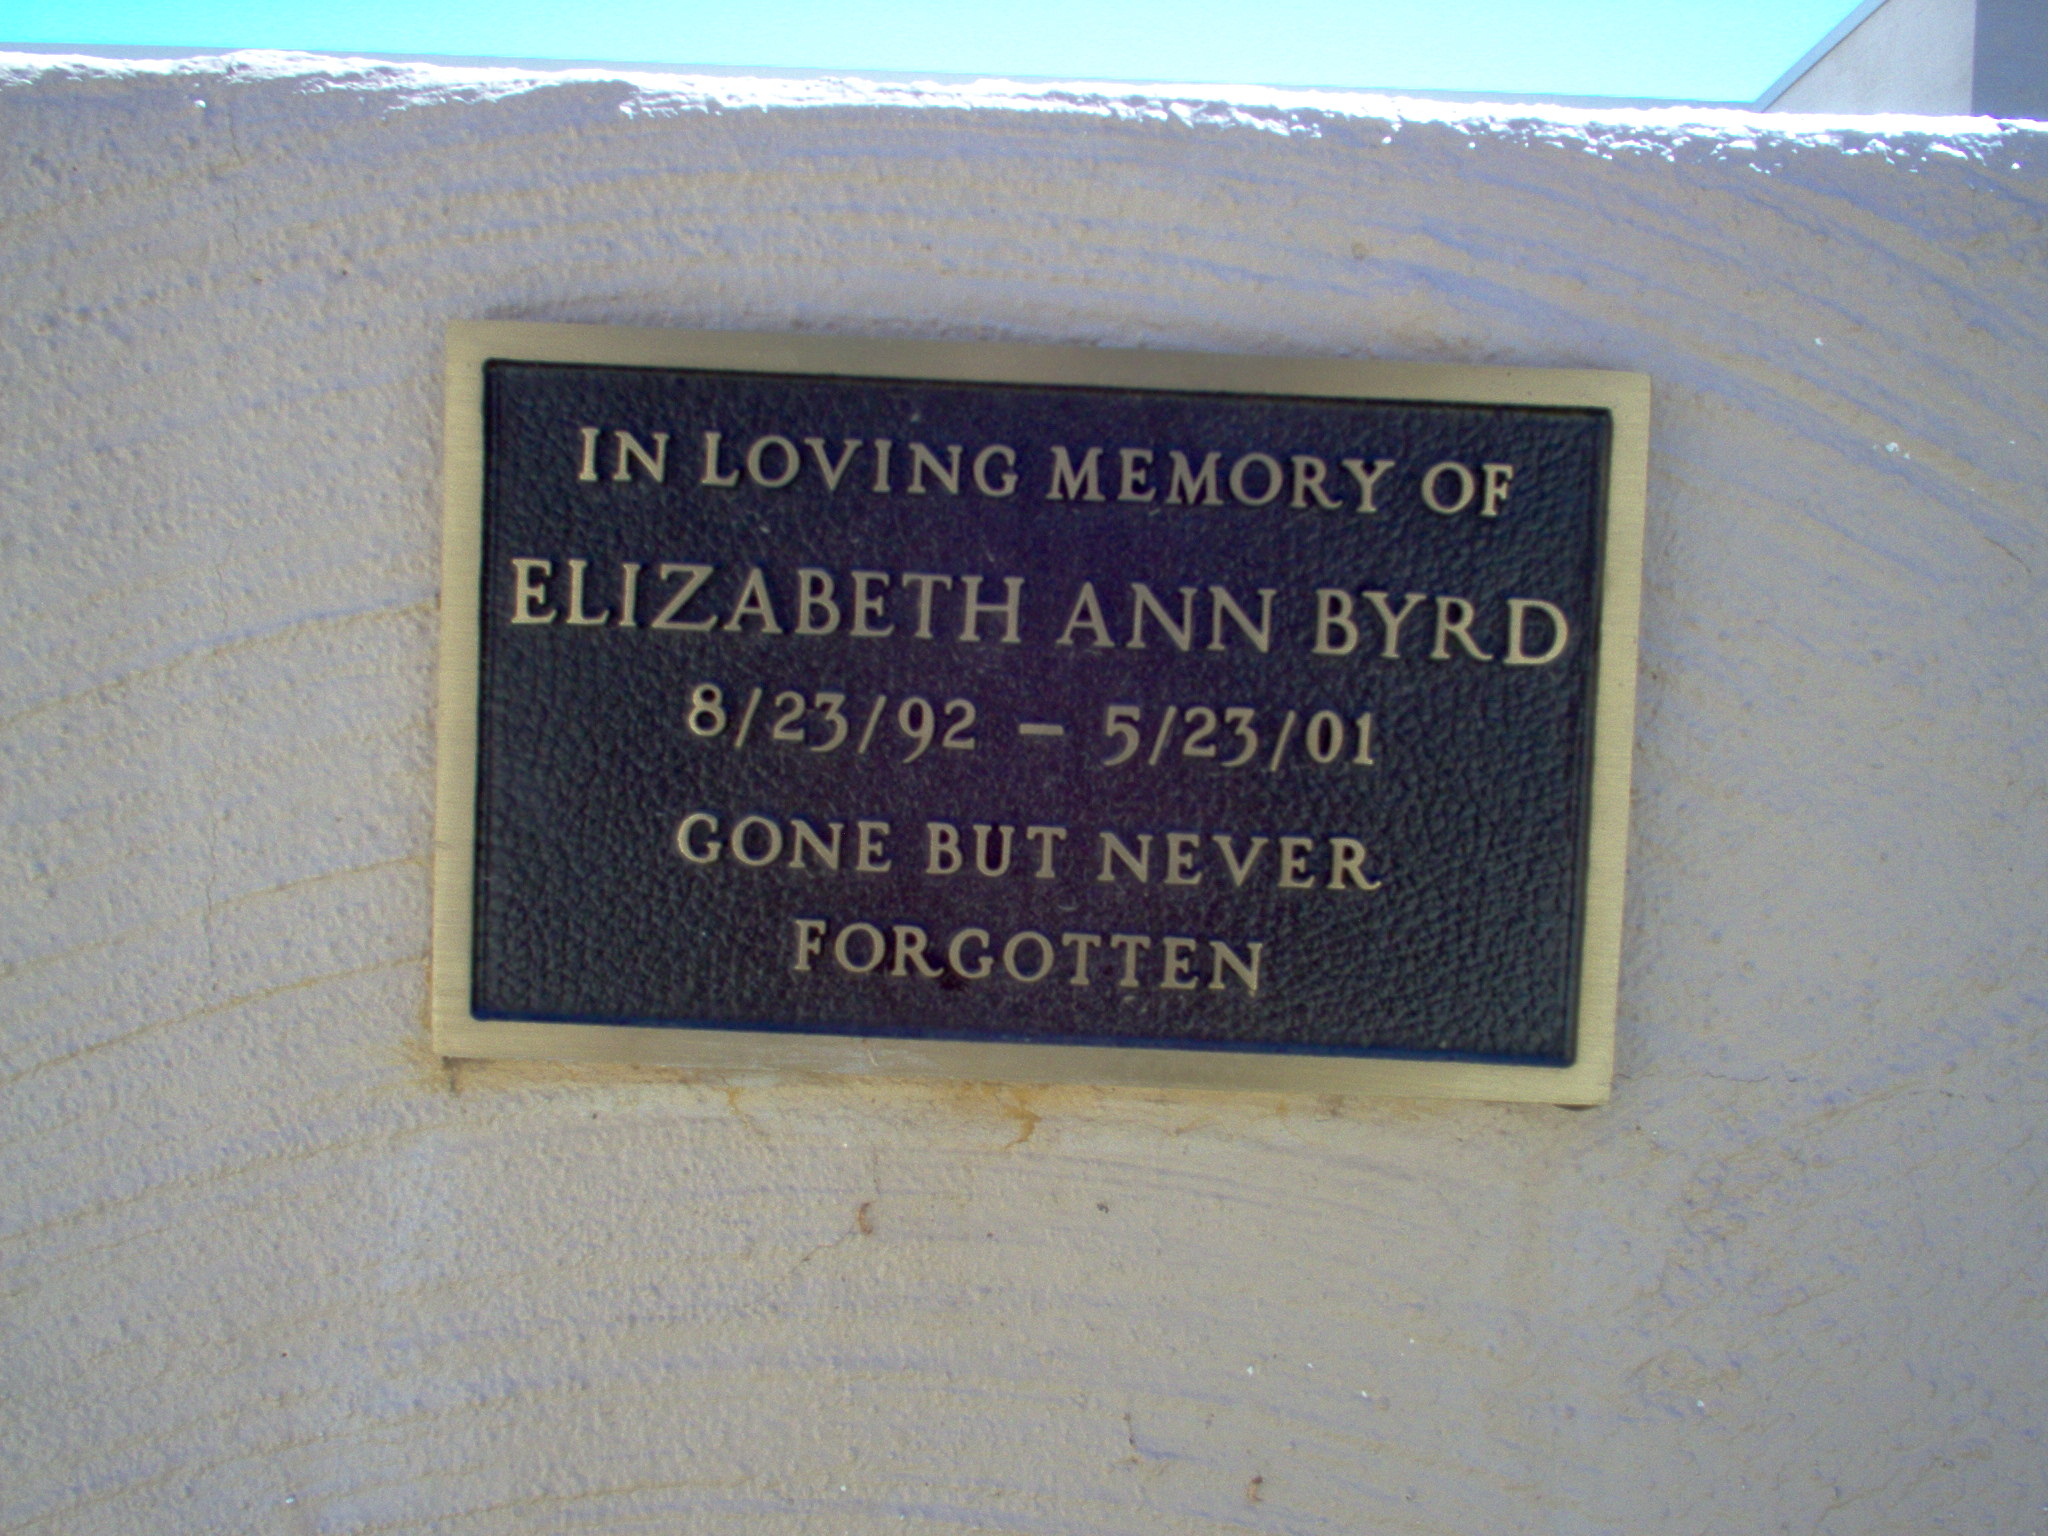 IN LOVING MEMORY OF
ELIZABETH ANN BYRD
8/23/92 – 5/23/01
GONE BUT NEVER
FORGOTTEN